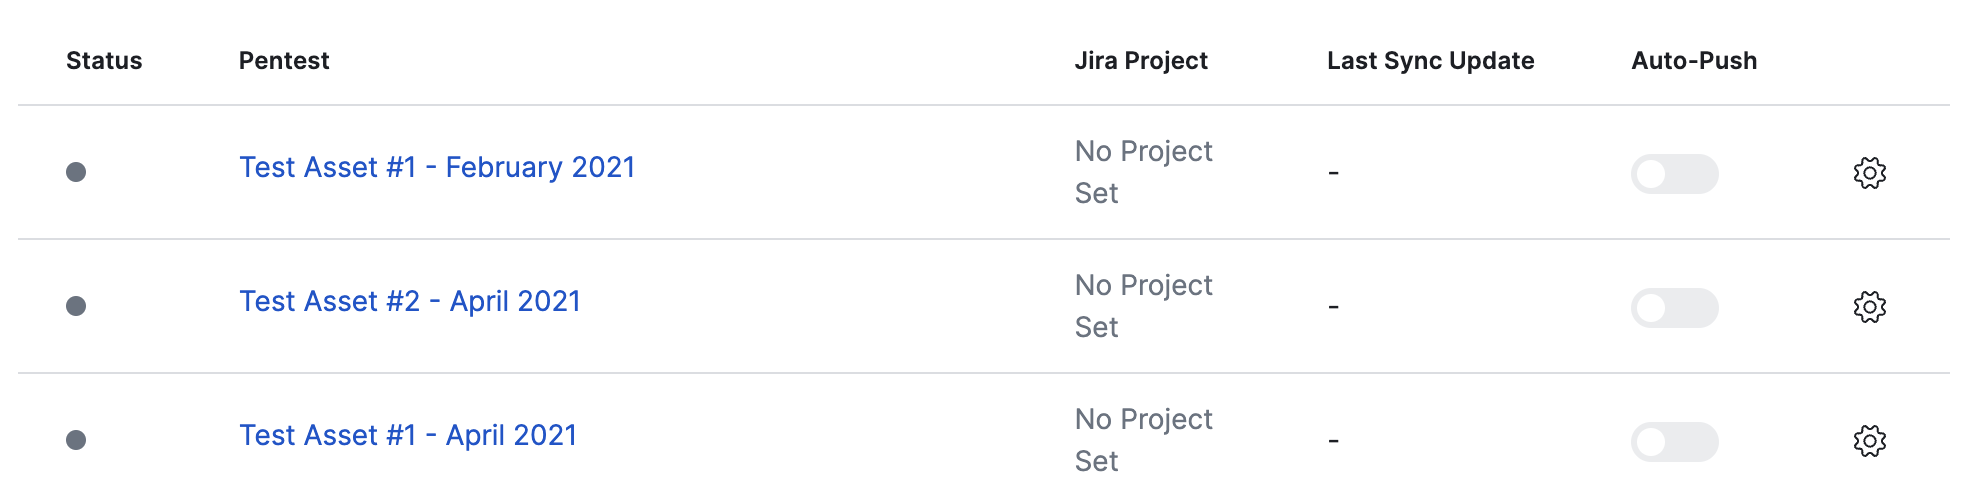 Status Pentest Jira Project Last Sync Update Auto-Push
Test Asset #1 - February 2021 No Project Set -
Test Asset #2 - April 2021 No Project Set -
Test Asset #1 - April 2021 No Project Set -